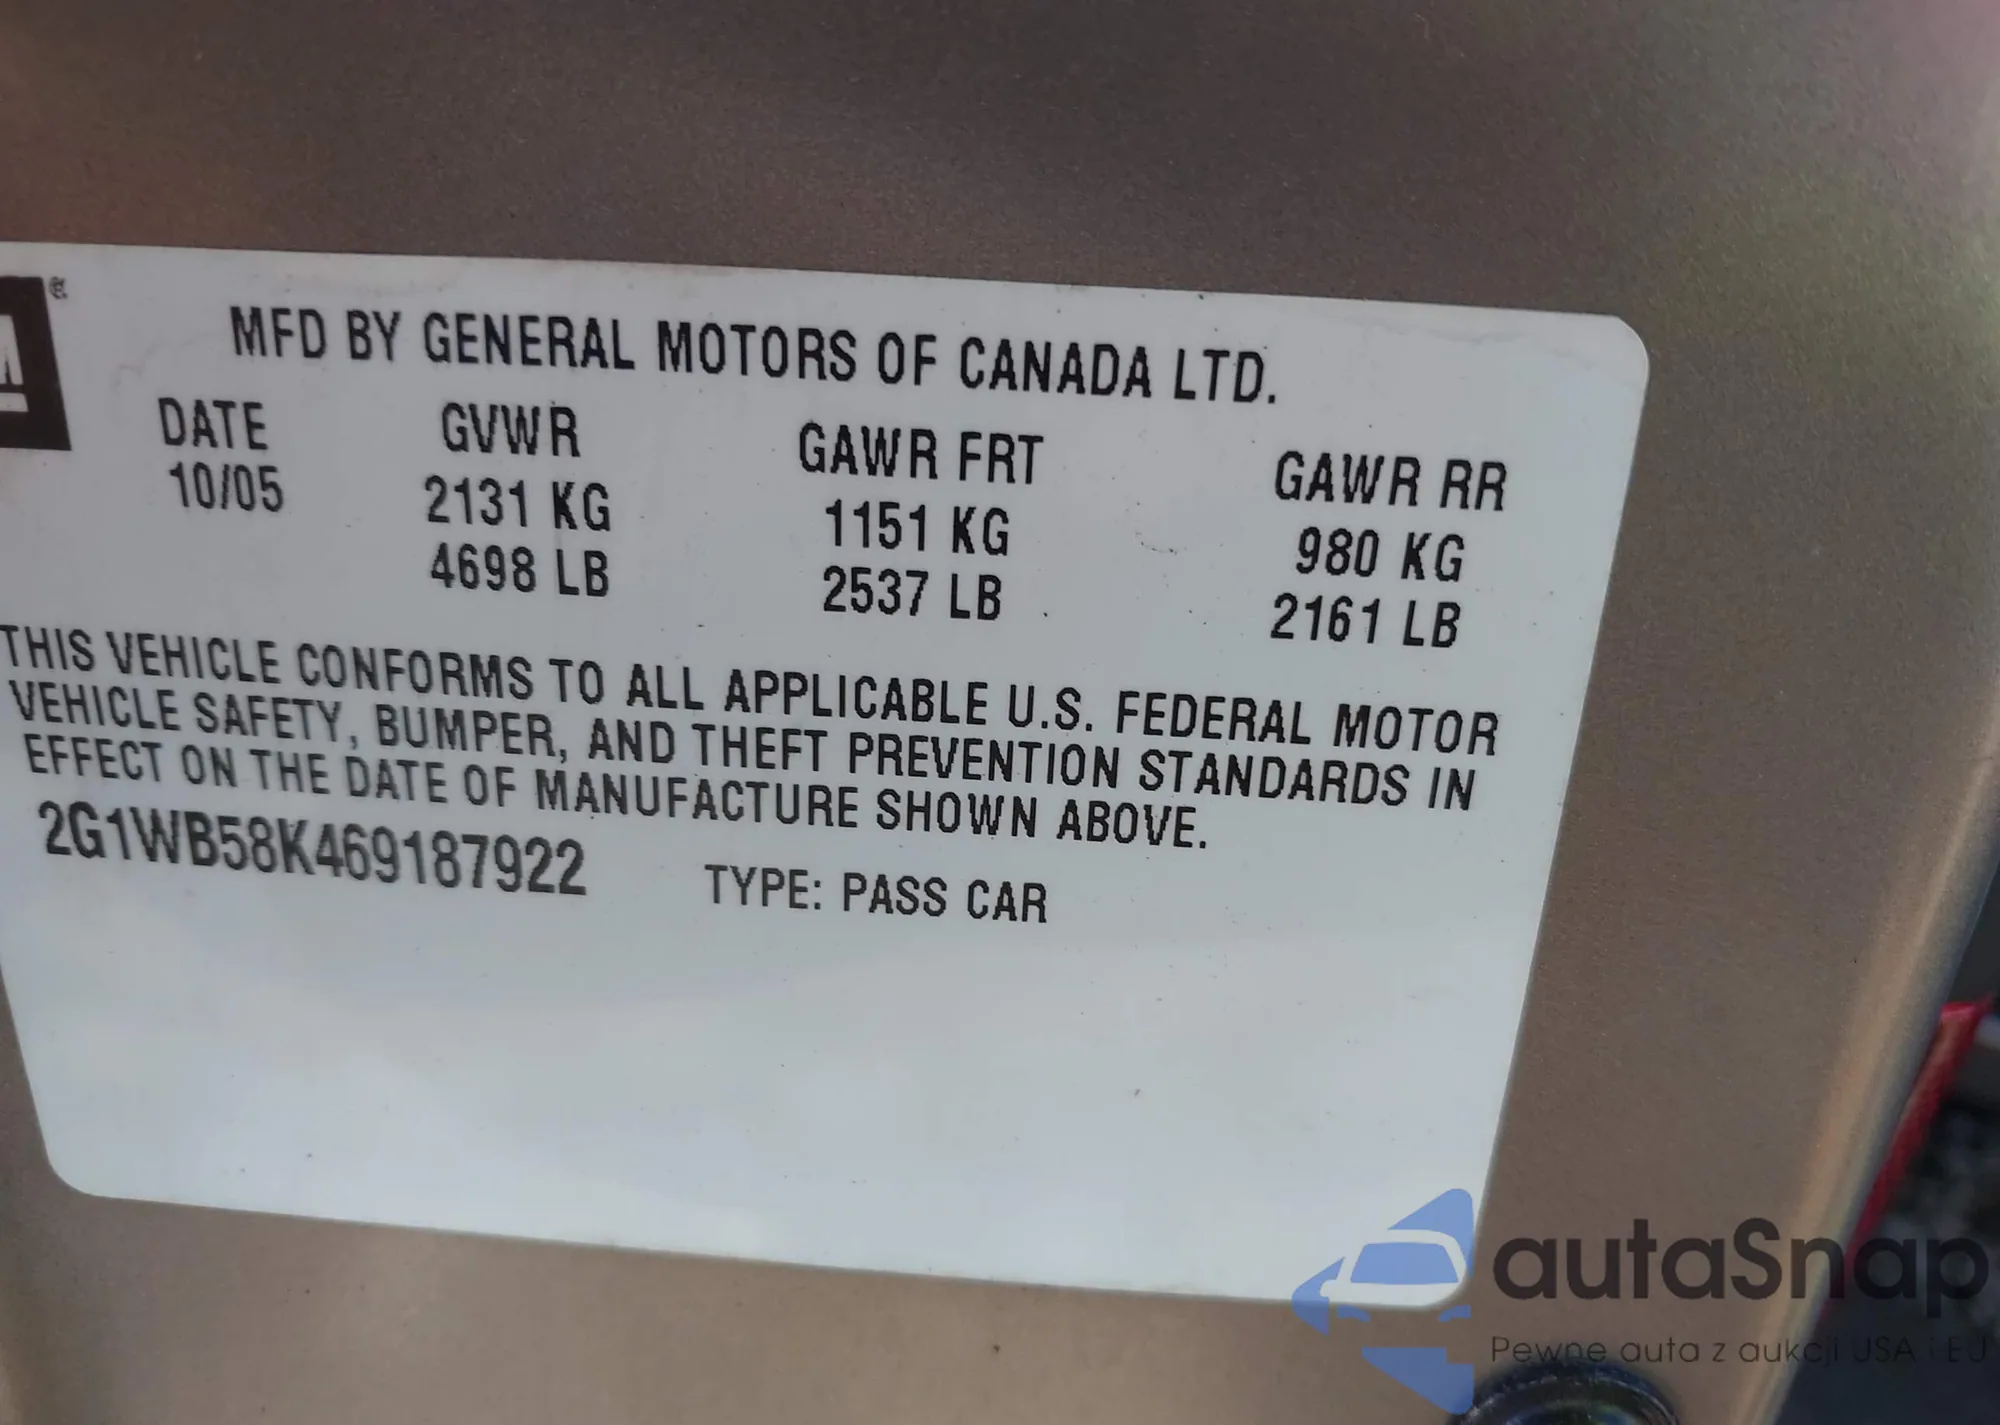 MFD BY GENERAL MOTORS OF CANADA LTD.
DATE GVWR GAWR FRT GAWR RR
10/05 2131 KG 1151 KG 980 KG
4698 LB 2537 LB 2161 LB
THIS VEHICLE CONFORMS TO ALL APPLICABLE U.S. FEDERAL MOTOR
VEHICLE SAFETY, BUMPER, AND THEFT PREVENTION STANDARDS IN
EFFECT ON THE DATE OF MANUFACTURE SHOWN ABOVE.
2G1WB58K469187922 TYPE: PASS CAR
autaSnap
Pewne auta z aukcji USA i EU